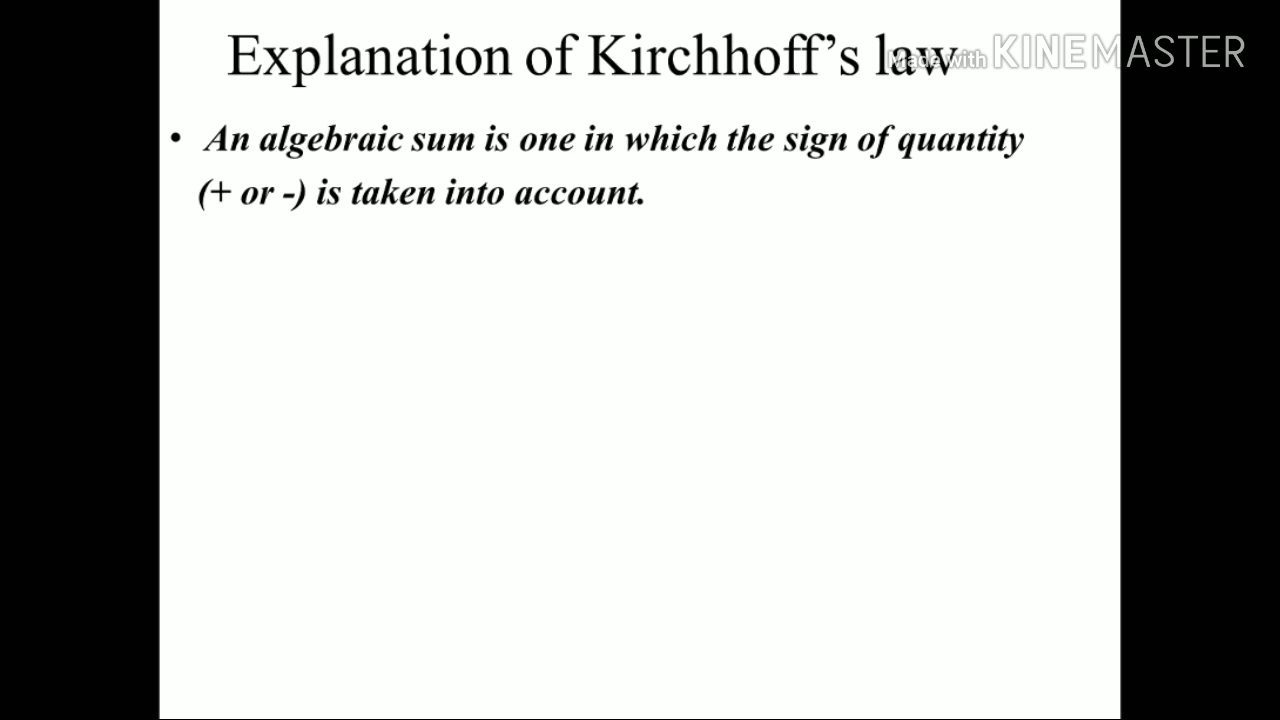 Explanation of Kirchhoff’s law
Made with KINEMASTER
• An algebraic sum is one in which the sign of quantity
(+ or -) is taken into account.